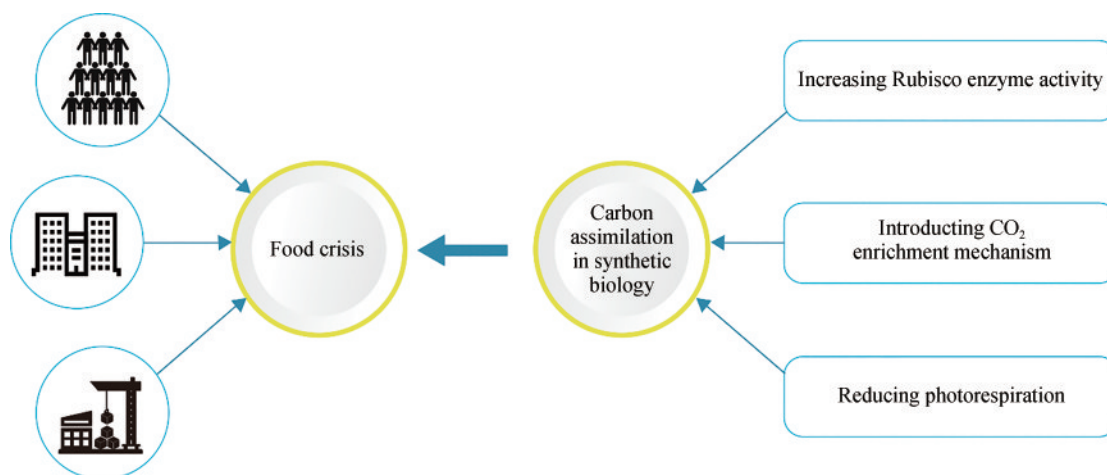 Food crisis
Carbon
assimilation
in synthetic
biology
Increasing Rubisco enzyme activity
Introducting CO₂
enrichment mechanism
Reducing photorespiration